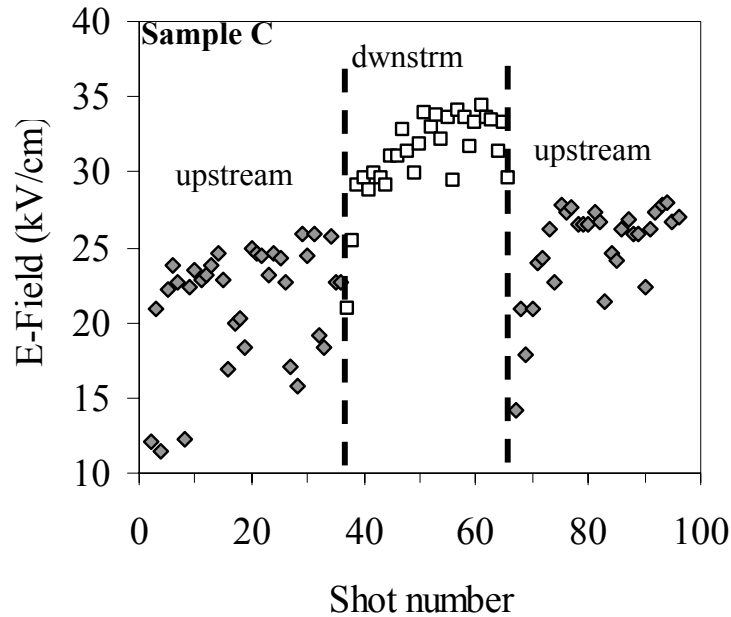 Sample C
dwnstrm
upstream
upstream
E-Field (kV/cm)
40
35
30
25
20
15
10
0 20 40 60 80 100
Shot number